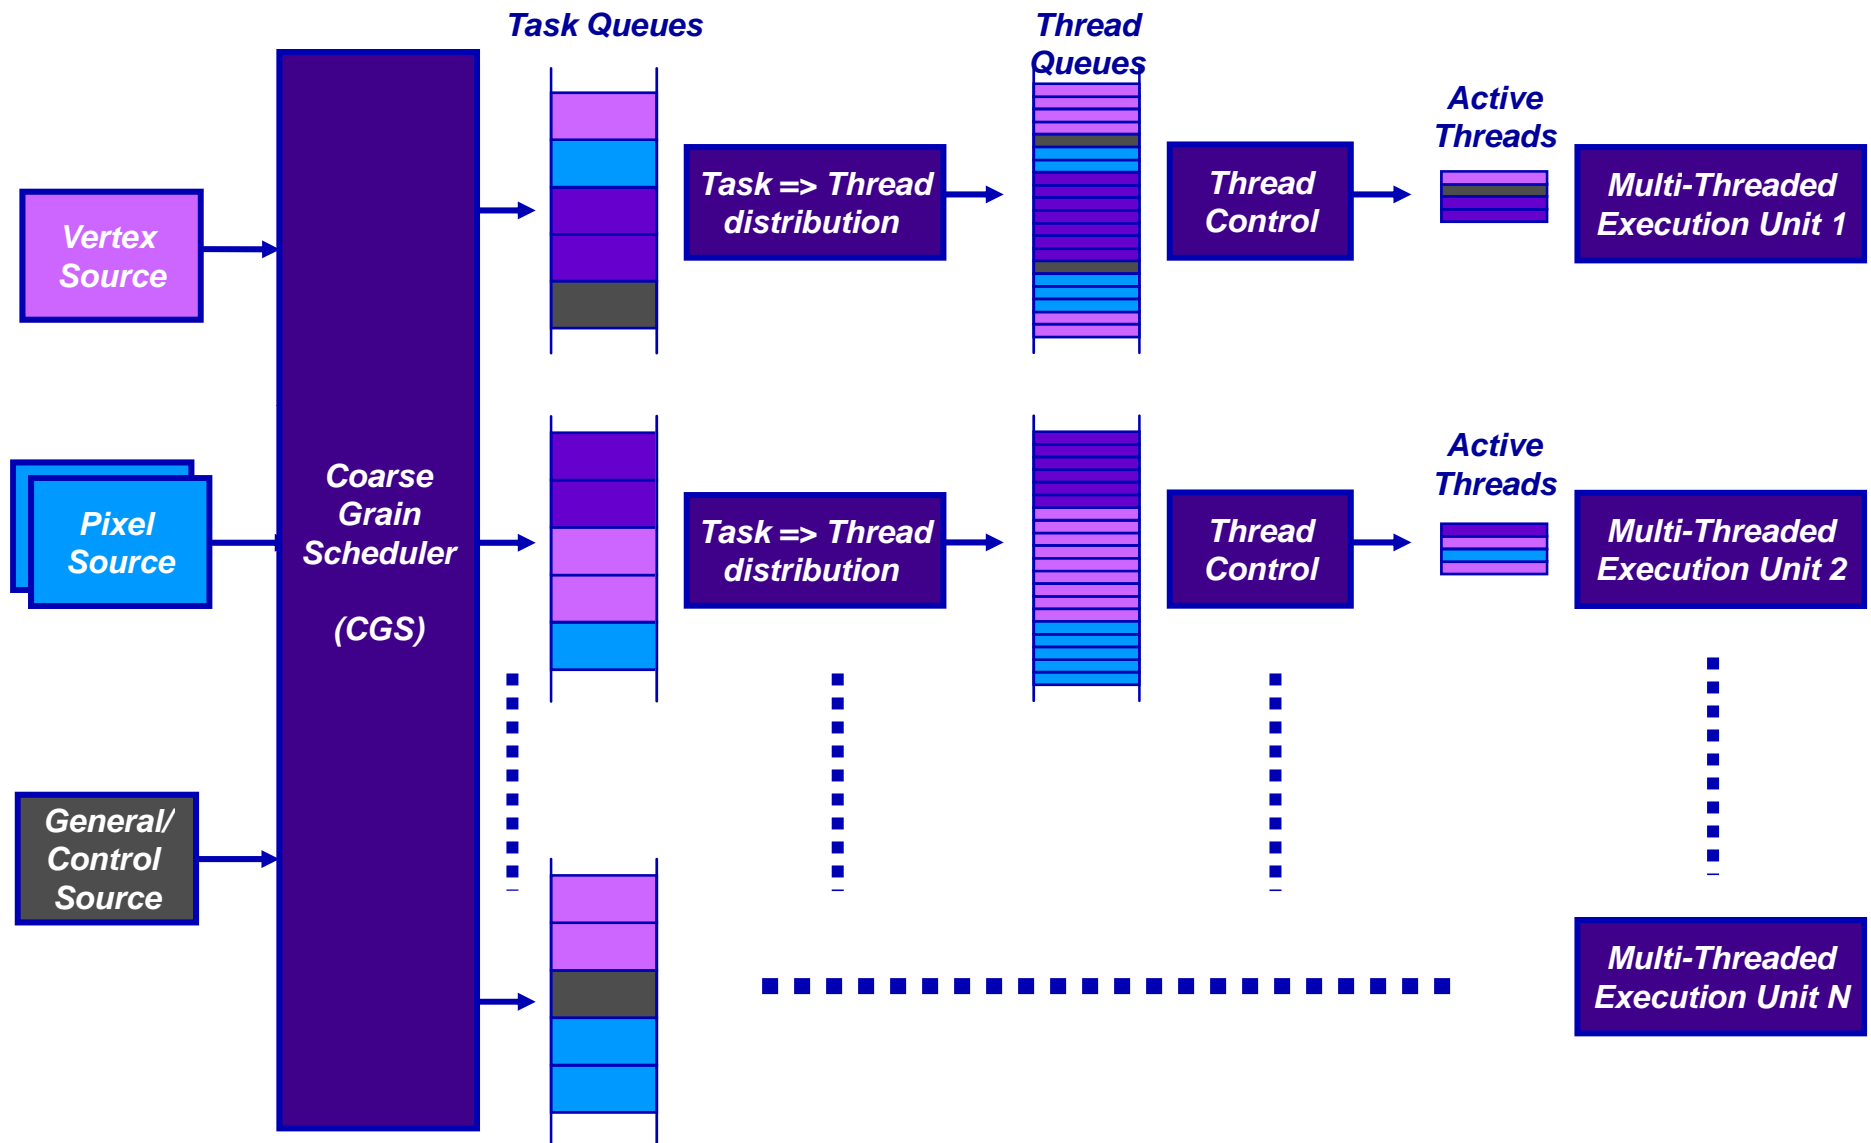 Task Queues
Thread
Queues
Active
Threads
Vertex
Source
Task => Thread
distribution
Thread
Control
Multi-Threaded
Execution Unit 1
Pixel
Source
Coarse
Grain
Scheduler
(CGS)
Task => Thread
distribution
Thread
Control
Active
Threads
Multi-Threaded
Execution Unit 2
General/
Control
Source
Multi-Threaded
Execution Unit N